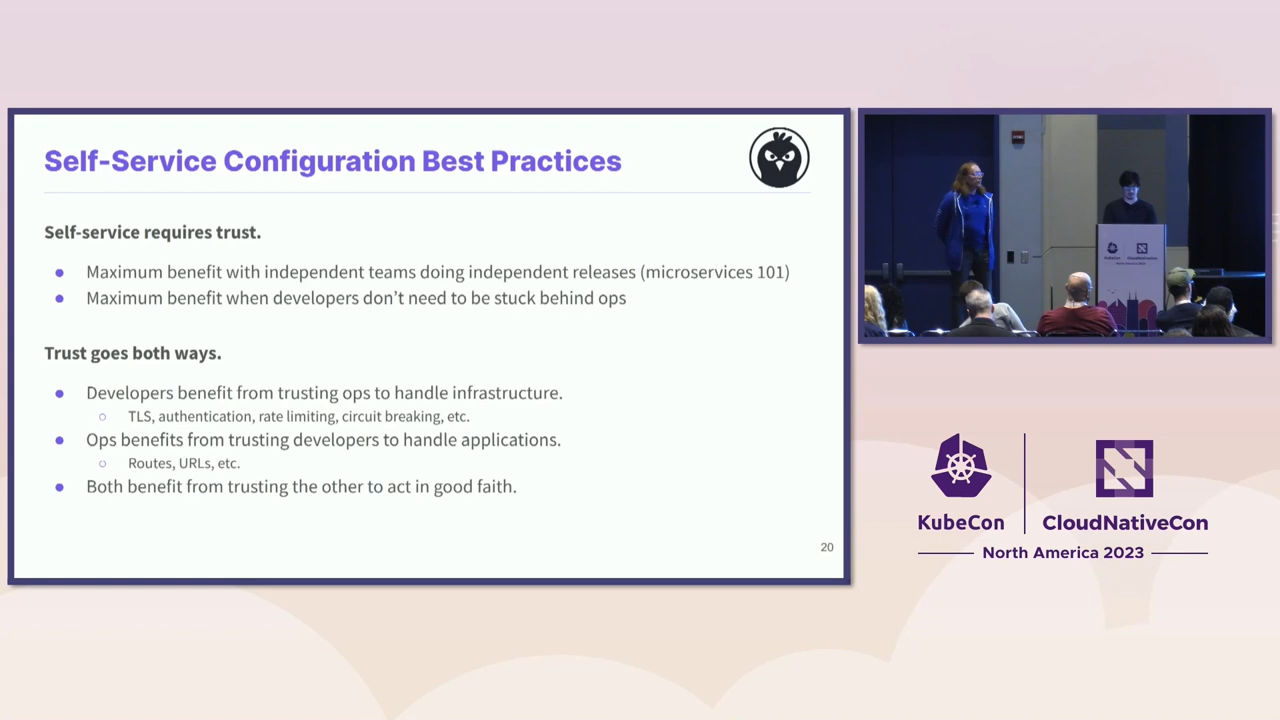 Self-Service Configuration Best Practices
Self-service requires trust.
● Maximum benefit with independent teams doing independent releases (microservices 101)
● Maximum benefit when developers don’t need to be stuck behind ops
Trust goes both ways.
● Developers benefit from trusting ops to handle infrastructure.
○ TLS, authentication, rate limiting, circuit breaking, etc.
● Ops benefits from trusting developers to handle applications.
○ Routes, URLs, etc.
● Both benefit from trusting the other to act in good faith.
20
KubeCon
CloudNativeCon
KubeCon
CloudNativeCon
North America 2023